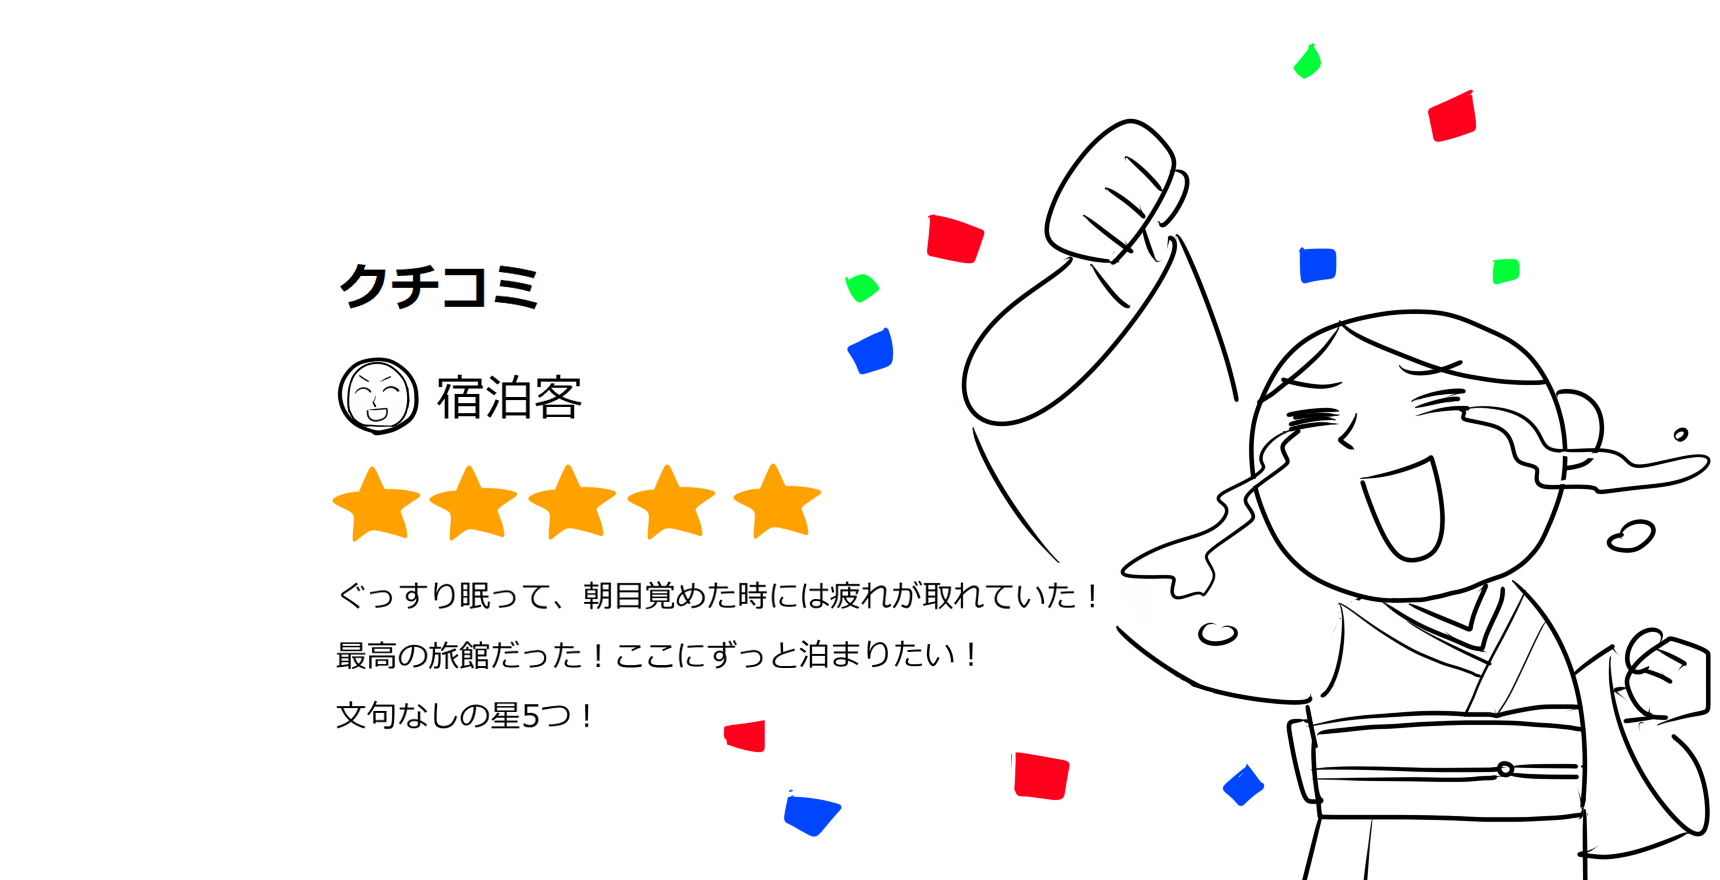 クチコミ
宿泊客
ぐっすり眠って、朝目覚めた時には疲れが取れていた！
最高の旅館だった！ここにずっと泊まりたい！
文句なしの星5つ！